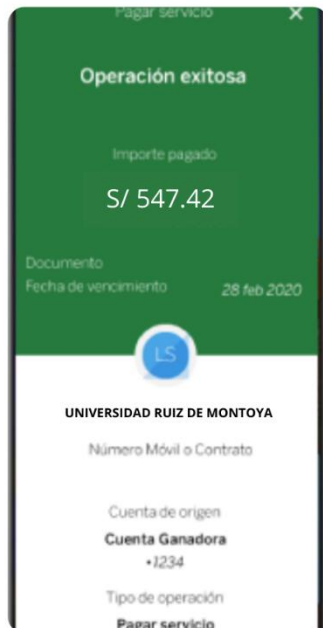 Pagar servicio
Operación exitosa
Importe pagado
S/ 547.42
Documento
Fecha de vencimiento 28 feb 2020
LS
UNIVERSIDAD RUIZ DE MONTOYA
Número Móvil o Contrato
Cuenta de origen
Cuenta Ganadora
•1234
Tipo de operación
Pagar servicio